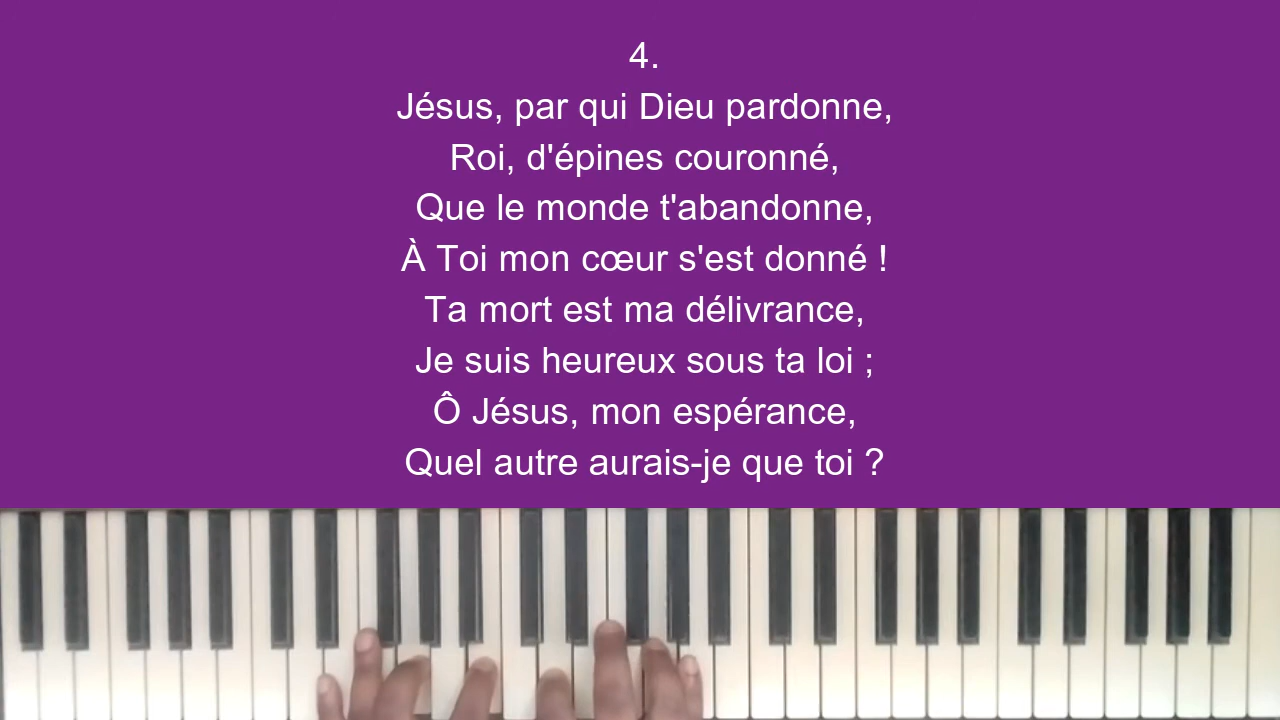 4.
Jésus, par qui Dieu pardonne,
Roi, d'épines couronné,
Que le monde t'abandonne,
À Toi mon cœur s'est donné !
Ta mort est ma délivrance,
Je suis heureux sous ta loi ;
Ô Jésus, mon espérance,
Quel autre aurais-je que toi ?